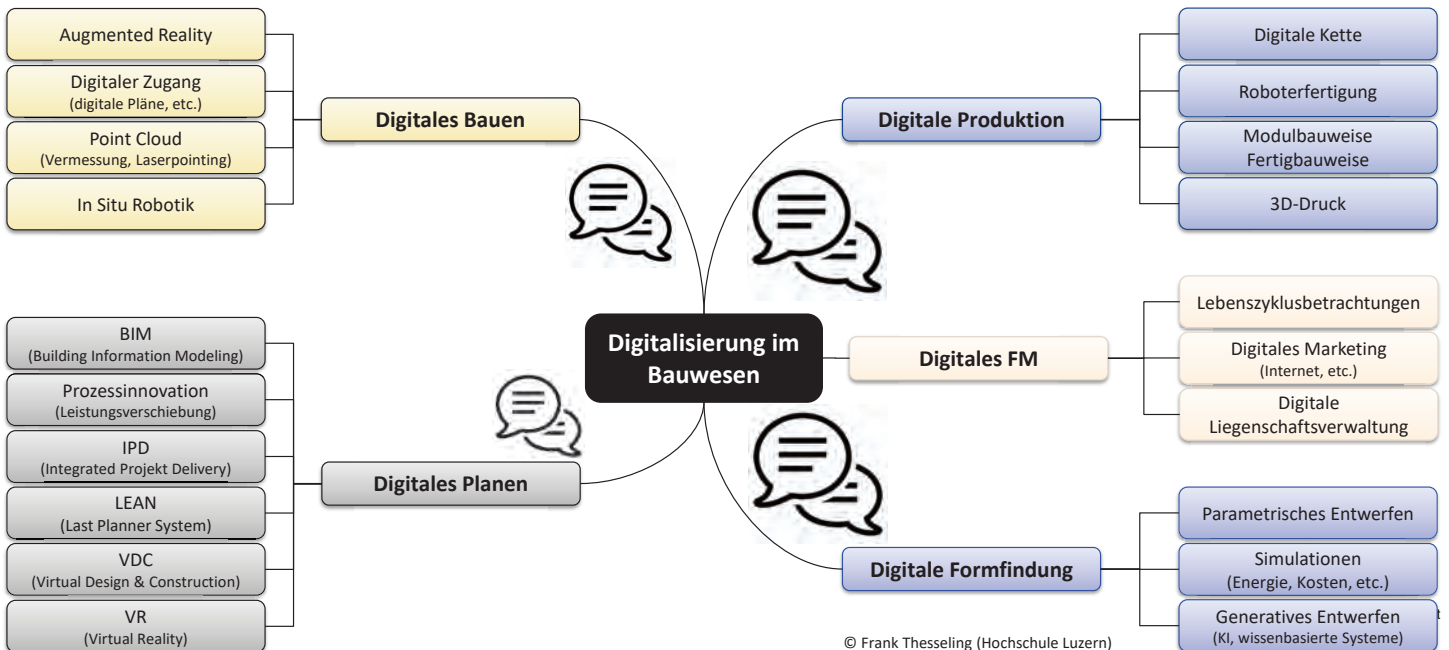 Augmented Reality
Digitaler Zugang
(digitale Pläne, etc.)
Point Cloud
(Vermessung, Laserpointing)
In Situ Robotik
Digitales Bauen
BIM
(Building Information Modeling)
Prozessinnovation
(Leistungsverschiebung)
IPD
(Integrated Projekt Delivery)
LEAN
(Last Planner System)
VDC
(Virtual Design & Construction)
VR
(Virtual Reality)
Digitales Planen
Digitalisierung im
Bauwesen
Digitale Produktion
Digitale Kette
Roboterfertigung
Modulbauweise
Fertigbauweise
3D-Druck
Digitales FM
Lebenszyklusbetrachtungen
Digitales Marketing
(Internet, etc.)
Digitale
Liegenschaftsverwaltung
Digitale Formfindung
Parametrisches Entwerfen
Simulationen
(Energie, Kosten, etc.)
Generatives Entwerfen
(KI, wissenbasierte Systeme)
t
© Frank Thesseling (Hochschule Luzern)